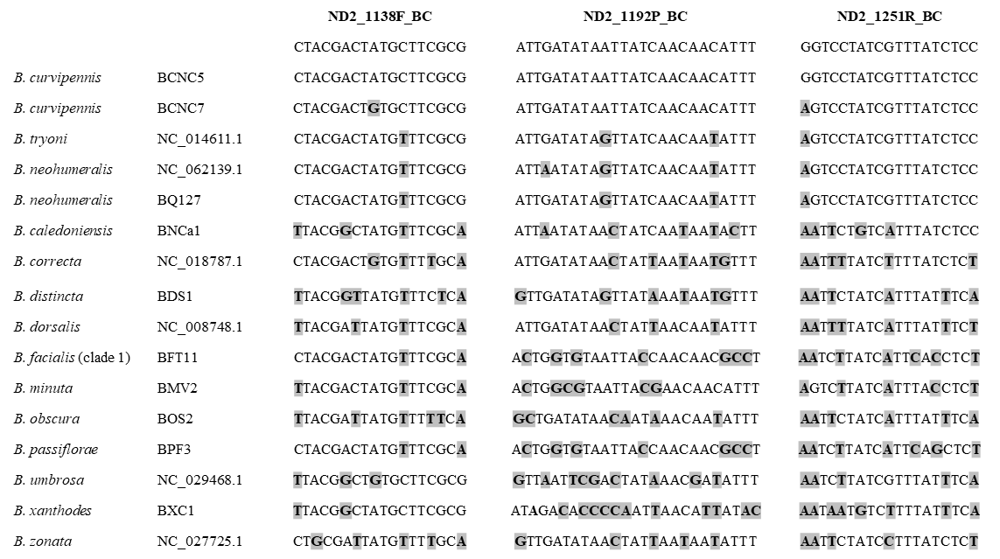 ND2_1138F_BC ND2_1192P_BC ND2_1251R_BC
CTACGACTATGCTTCGCG ATTGATATAATTATCAACAACATTT GGTCCTATCGTTTATCTCC
B. curvipennis BCNC5 CTACGACTATGCTTCGCG ATTGATATAATTATCAACAACATTT GGTCCTATCGTTTATCTCC
B. curvipennis BCNC7 CTACGACTGTGCTTCGCG ATTGATATAATTATCAACAACATTT AGTCCTATCGTTTATCTCC
B. tryoni NC_014611.1 CTACGACTATGTTTCGCG ATTGATATAGTTATCAACAATATTT AGTCCTATCGTTTATCTCC
B. neohumeralis NC_062139.1 CTACGACTATGTTTCGCG ATTAATATAGTTATCAACAATATTT AGTCCTATCGTTTATCTCC
B. neohumeralis BQ127 CTACGACTATGTTTCGCG ATTGATATAGTTATCAACAATATTT AGTCCTATCGTTTATCTCC
B. caledoniensis BNCa1 TTACGGCTATGTTTCGCA ATTAATATAACTATCAATAATACTT AATTCTGTCATTTATCTCC
B. correcta NC_018787.1 CTACGACTGTGTTTTGCA ATTGATATAACTATTAATAATGTTT AATTTTATCTTTTATCTCT
B. distincta BDS1 TTACGGTTATGTTTCTCA GTTGATATAGTTATAAATAATGTTT AATTCTATCATTTATTTCA
B. dorsalis NC_008748.1 TTACGATTATGTTTCGCA ATTGATATAACTATTAACAATATTT AATTTTATCATTTATTTCT
B. facialis (clade 1) BFT11 CTACGACTATGTTTCGCA ACTGGTGTAATTACCAACAACGCCT AATCTTATCATTCACCTCT
B. minuta BMV2 TTACGACTATGTTTCGCA ACTGGCGTAATTACGAACAACATTT AGTCTTATCATTTACCTCT
B. obscura BOS2 TTACGATTATGTTTTTCA GCTGATATAACAATAAACAATATTT AATTCTATCATTTATTTCA
B. passiflorae BPF3 CTACGACTATGTTTCGCA ACTGGTGTAATTACCAACAACGCCT AATCTTATCATTCAGCTCT
B. umbrosa NC_029468.1 TTACGGCTGTGCTTCGCG GTTAATTCGACTATAAACGATATTT AATCTTATCGTTTATTTCA
B. xanthodes BXC1 TTACGGCTATGCTTCGCG ATAGACACCCCCAATTAACATTATAC AATAATGTCTTTTATTTCA
B. zonata NC_027725.1 CTGCGATTATGTTTTGCA GTTGATATAACTATTAATAATATTT AATTCTATCCTTTATCTCT